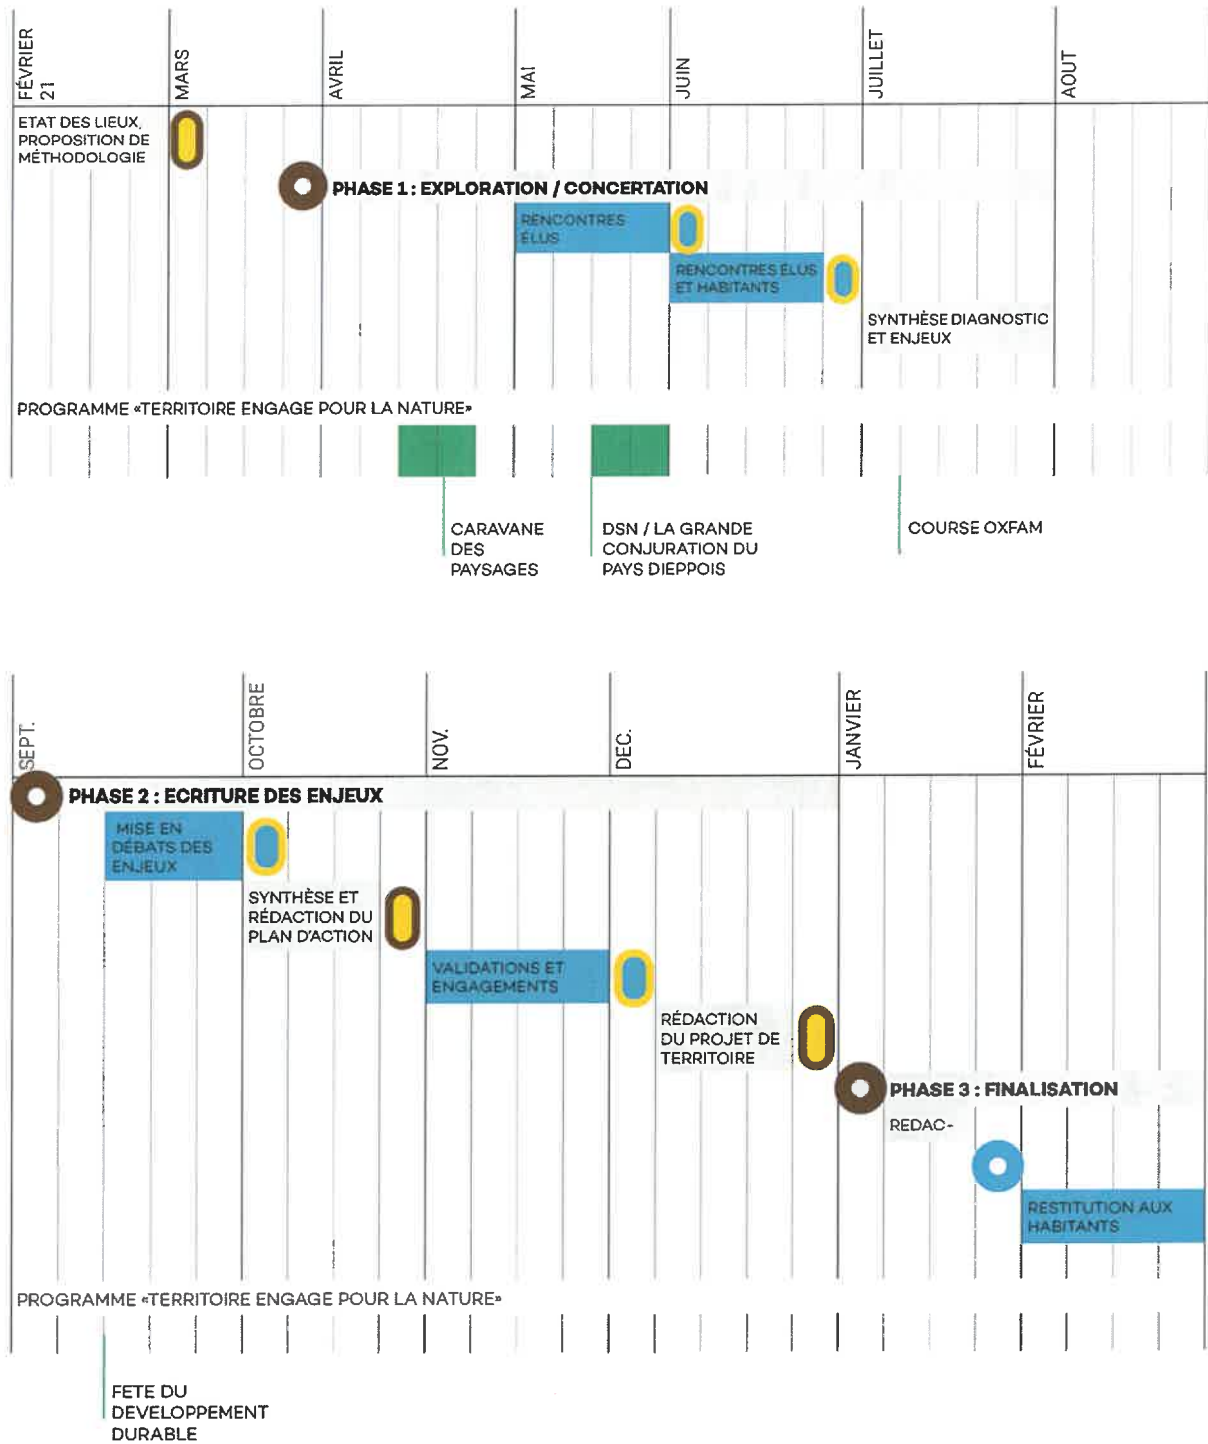 FÉVRIER
21
MARS
AVRIL
MAI
JUIN
JUILLET
AOUT
ETAT DES LIEUX,
PROPOSITION DE
MÉTHODOLOGIE
PHASE 1 : EXPLORATION / CONCERTATION
RENCONTRES
ÉLUS
RENCONTRES ÉLUS
ET HABITANTS
SYNTHÈSE DIAGNOSTIC
ET ENJEUX
PROGRAMME «TERRITOIRE ENGAGE POUR LA NATURE»
CARAVANE
DES
PAYSAGES
DSN / LA GRANDE
CONJURATION DU
PAYS DIEPPOIS
COURSE OXFAM
SEPT.
OCTOBRE
NOV.
DEC.
JANVIER
FÉVRIER
PHASE 2 : ECRITURE DES ENJEUX
MISE EN
DÉBATS DES
ENJEUX
SYNTHÈSE ET
RÉDACTION DU
PLAN D'ACTION
VALIDATIONS ET
ENGAGEMENTS
RÉDACTION
DU PROJET DE
TERRITOIRE
PHASE 3 : FINALISATION
REDAC-
RESTITUTION AUX
HABITANTS
PROGRAMME «TERRITOIRE ENGAGE POUR LA NATURE»
FETE DU
DEVELOPPEMENT
DURABLE